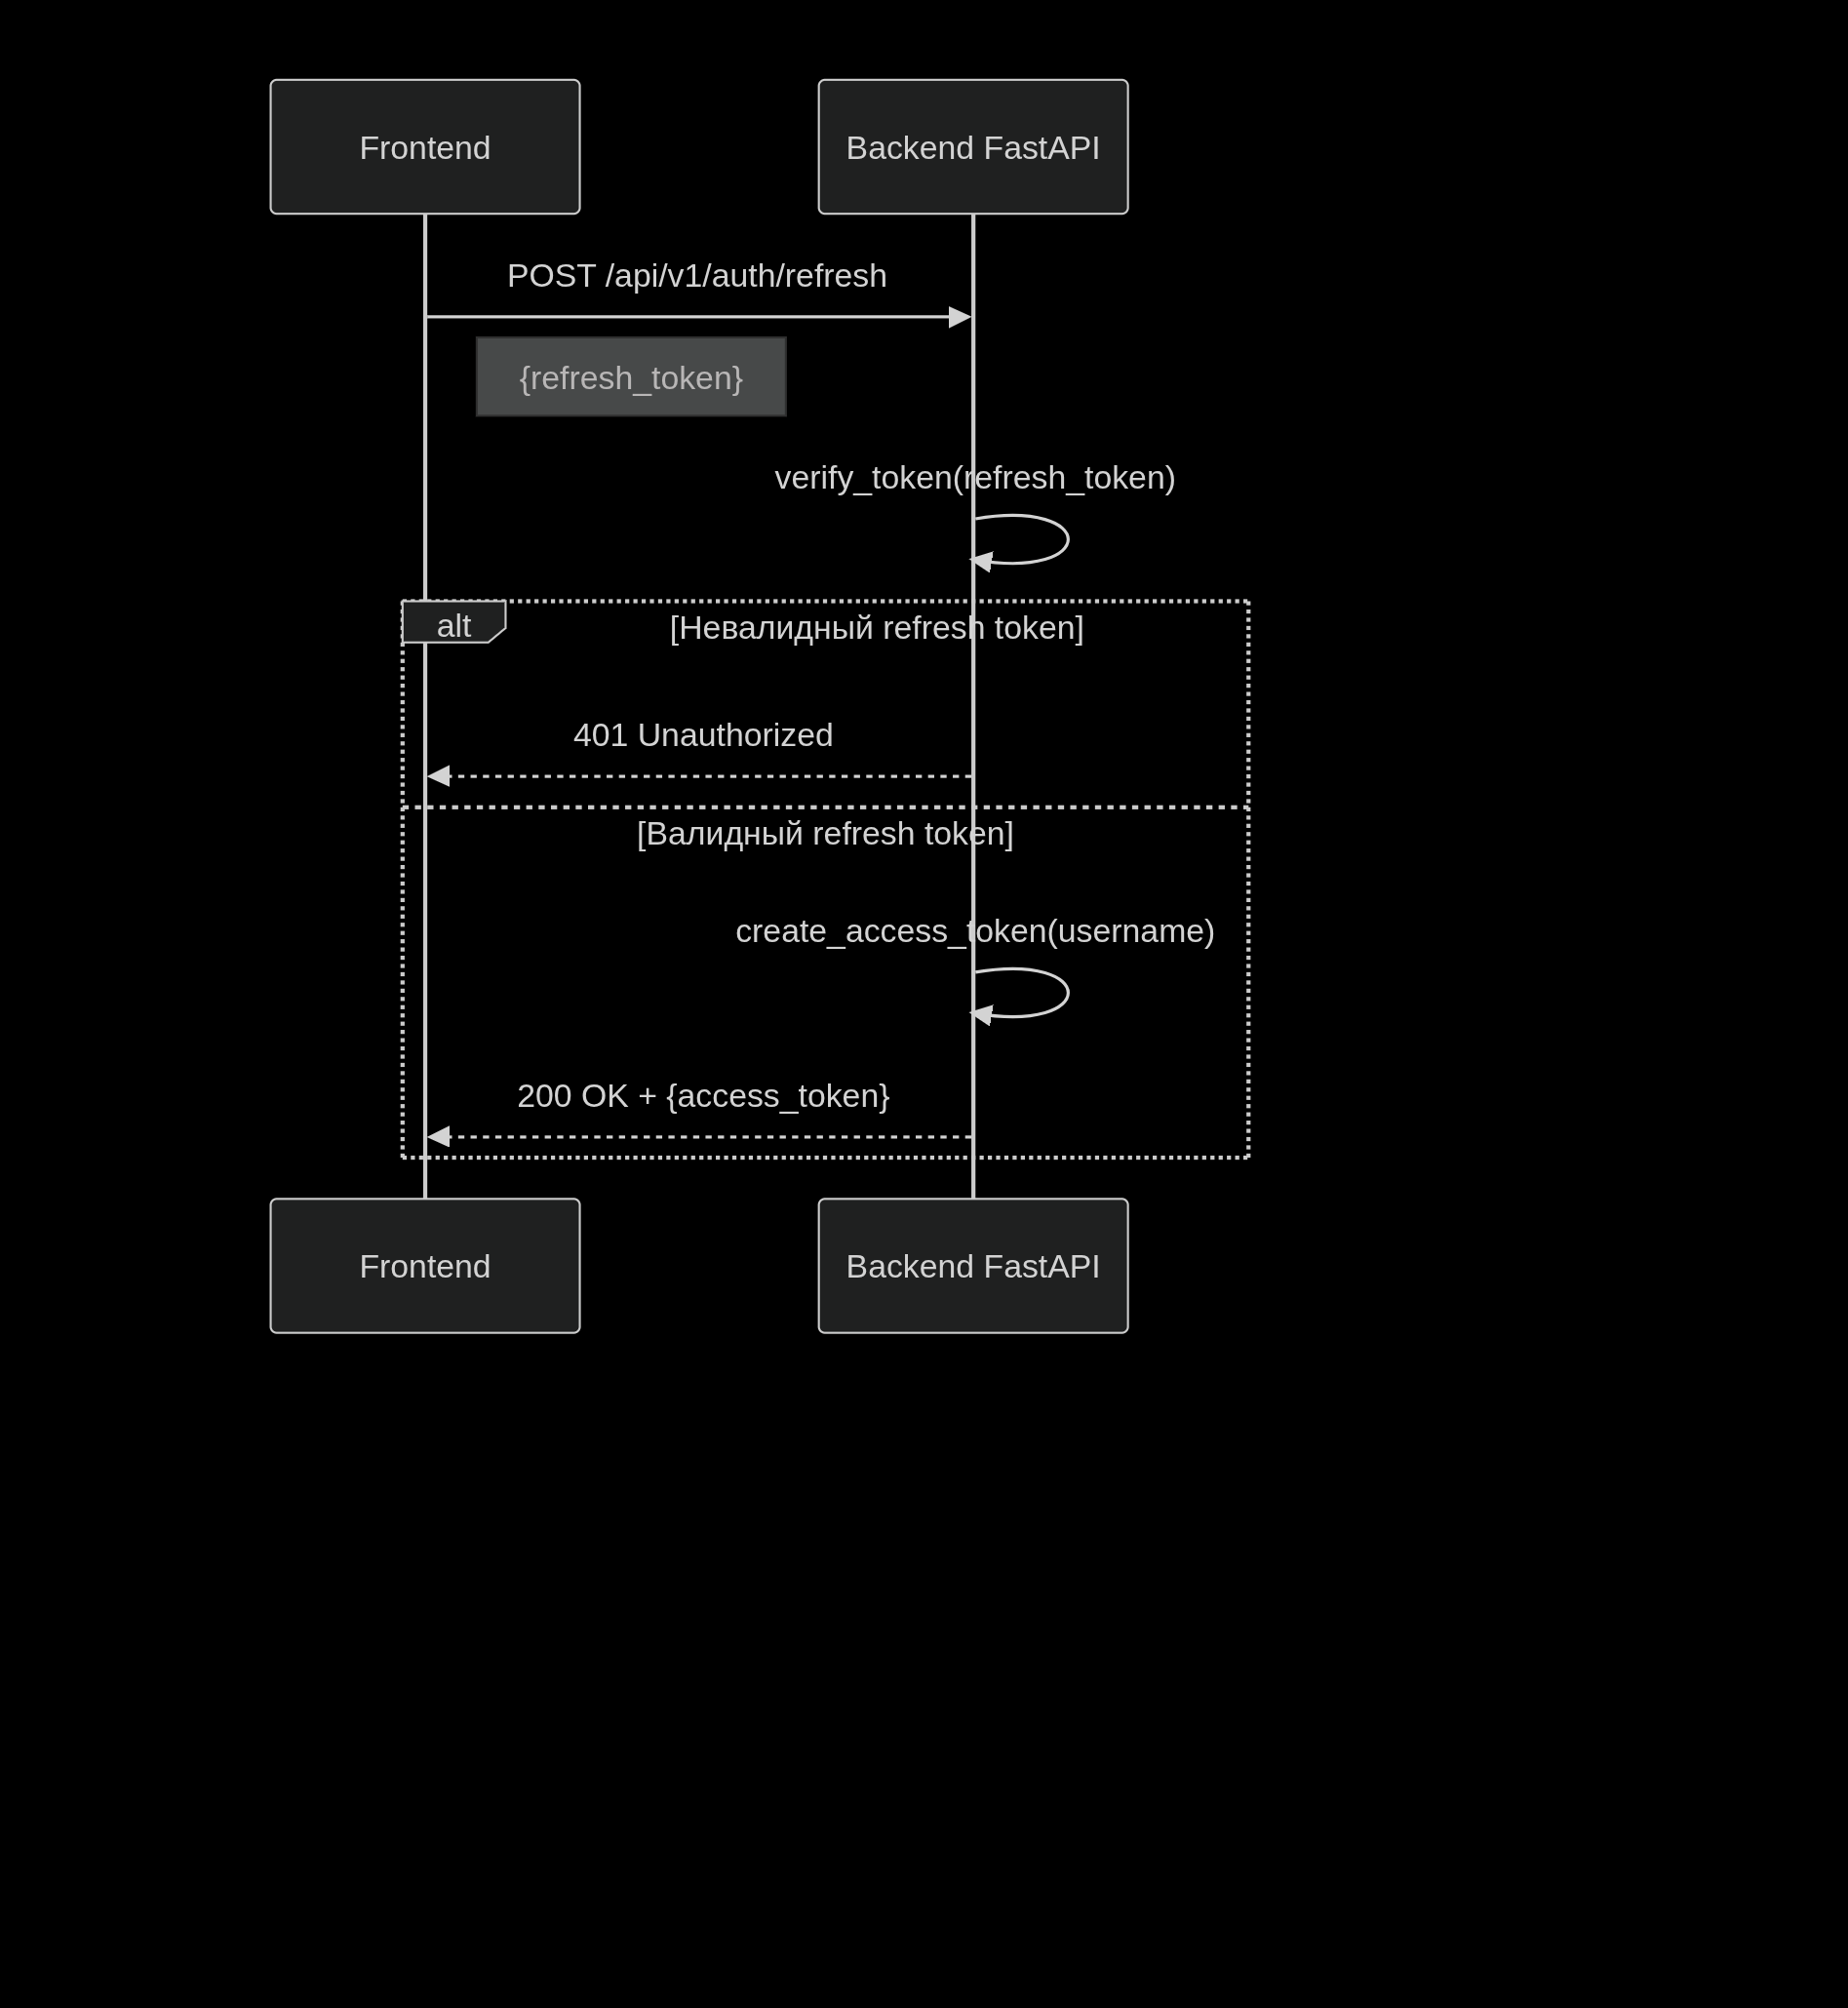 Frontend
Backend FastAPI
POST /api/v1/auth/refresh
{refresh_token}
verify_token(refresh_token)
alt
[Невалидный refresh token]
401 Unauthorized
[Валидный refresh token]
create_access_token(username)
200 OK + {access_token}
Frontend
Backend FastAPI